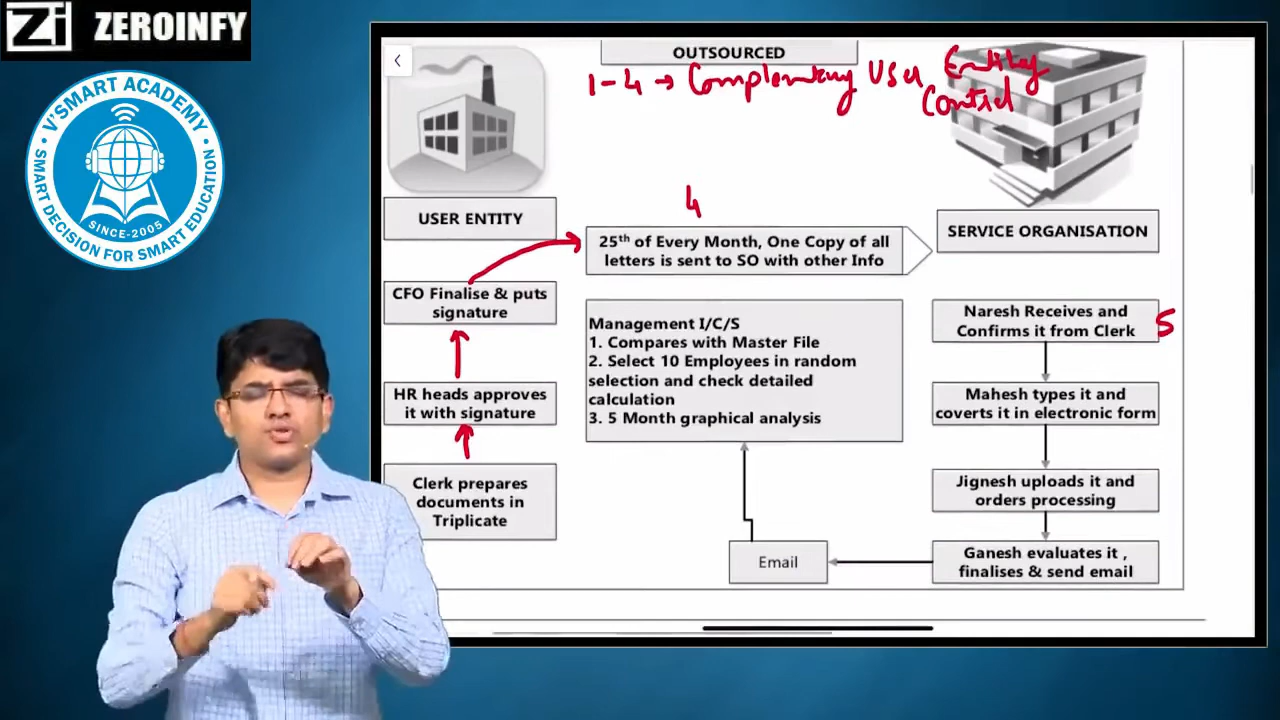 Zi ZEROINFY
V'SMART ACADEMY
SINCE-2005
SMART DECISION FOR SMART EDUCATION
OUTSOURCED
1-4 → Complementary User Entity
Control
USER ENTITY
4
25th of Every Month, One Copy of all
letters is sent to SO with other Info
SERVICE ORGANISATION
CFO Finalise & puts
signature
HR heads approves
it with signature
Clerk prepares
documents in
Triplicate
Management I/C/S
1. Compares with Master File
2. Select 10 Employees in random
selection and check detailed
calculation
3. 5 Month graphical analysis
Naresh Receives and
Confirms it from Clerk
5
Mahesh types it and
coverts it in electronic form
Jignesh uploads it and
orders processing
Ganesh evaluates it ,
finalises & send email
Email